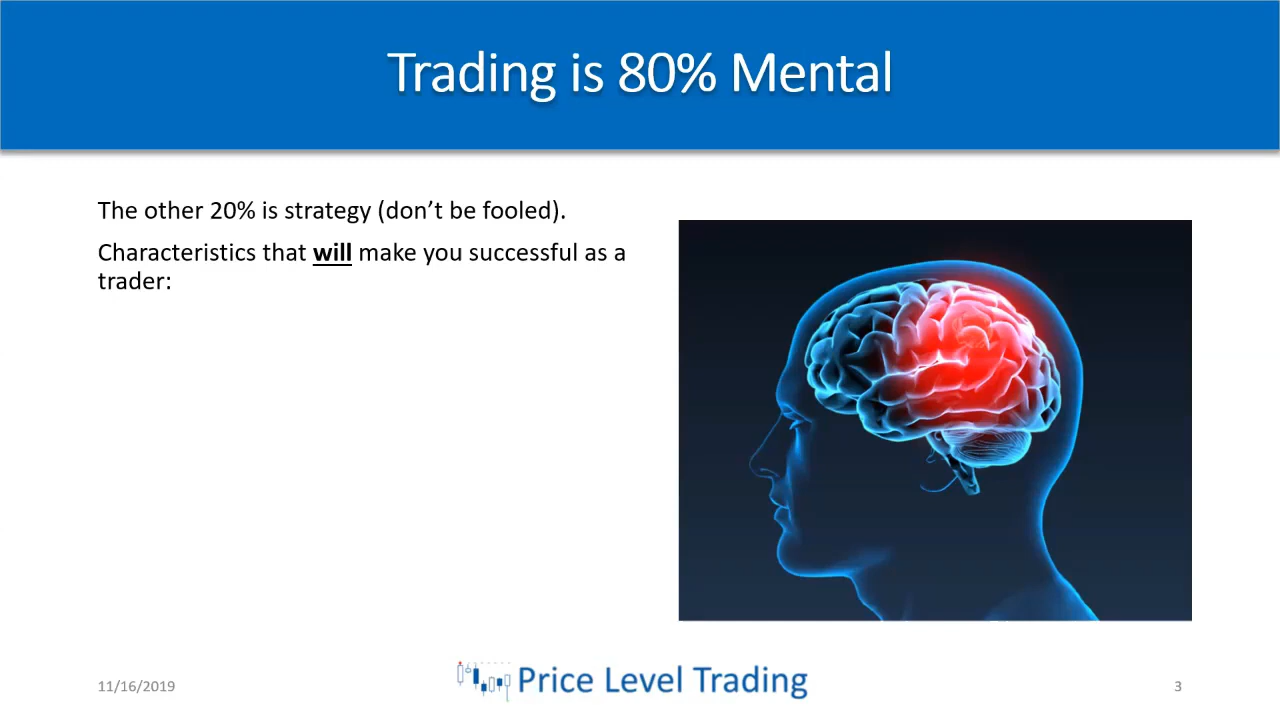 Trading is 80% Mental
The other 20% is strategy (don’t be fooled).
Characteristics that will make you successful as a
trader:
11/16/2019
Price Level Trading
3